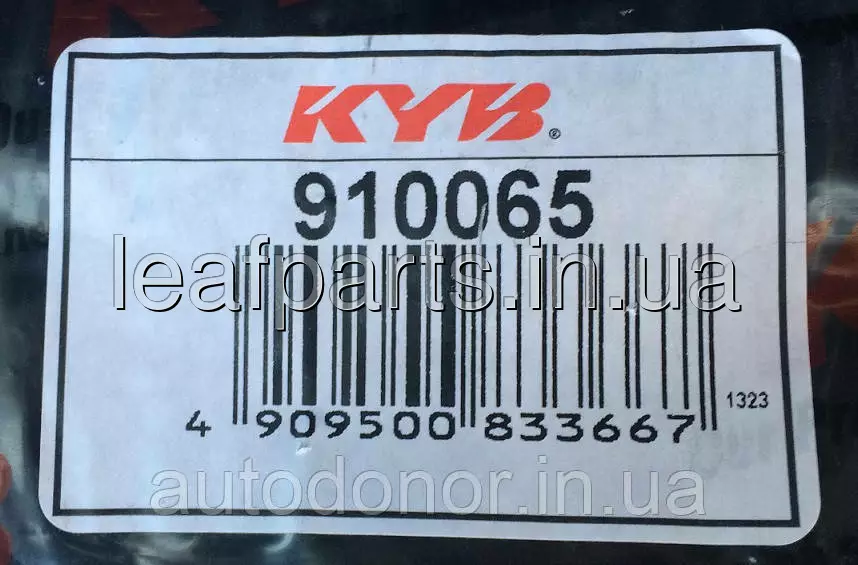 KYB®
910065
leafparts.in.ua
1323
4 909500 833667
autodonor.in.ua